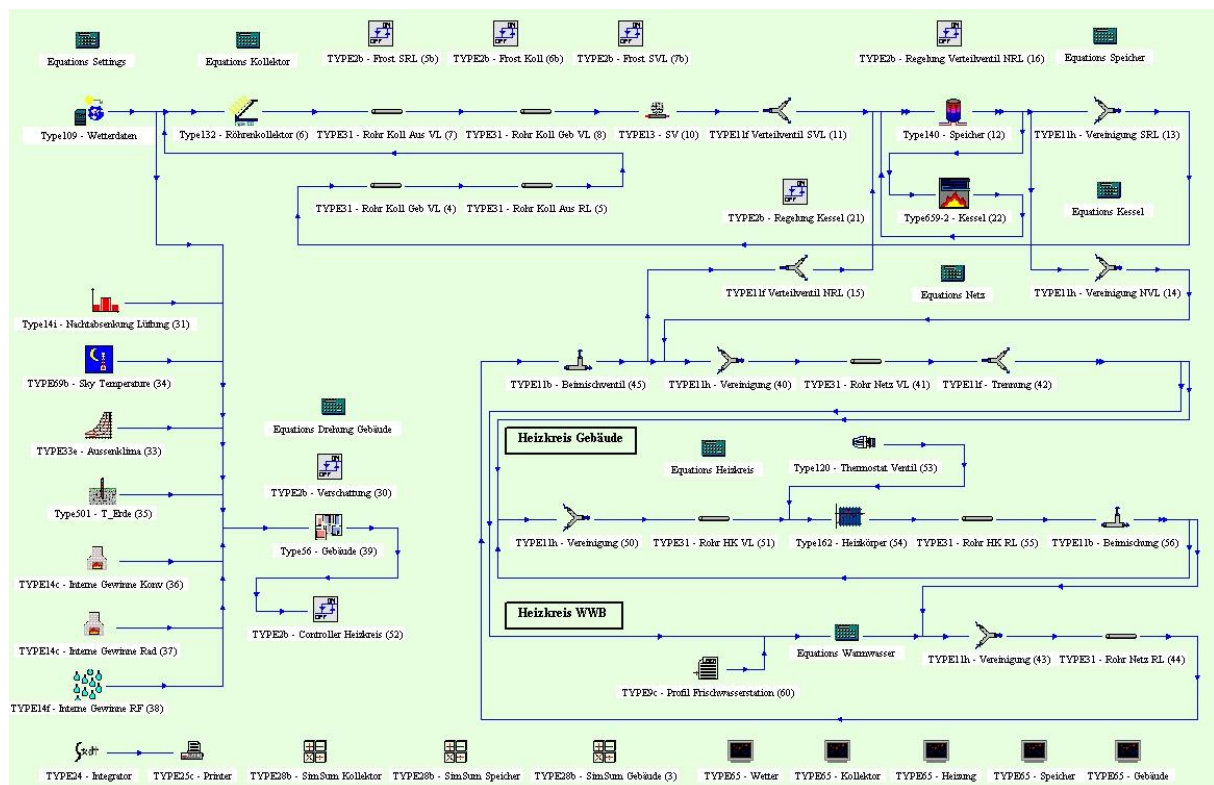 Equations Settings
Equations Kollektor
TYPE2b - Frost SRL (5b)
TYPE2b - Frost Koll (6b)
TYPE2b - Frost SVL (7b)
TYPE2b - Regelung Verteilventil NRL (16)
Equations Speicher
Type109 - Wetterdaten
Type132 - Röhrenkollektor (6)
TYPE31 - Rohr Koll Aus VL (7)
TYPE31 - Rohr Koll Geb VL (8)
TYPE13 - SV (10)
TYPE11f Verteilventil SVL (11)
Type140 - Speicher (12)
TYPE11h - Vereinigung SRL (13)
TYPE31 - Rohr Koll Geb VL (4)
TYPE31 - Rohr Koll Aus RL (5)
TYPE2b - Regelung Kessel (21)
Type659-2 - Kessel (22)
Equations Kessel
TYPE11f Verteilventil NRL (15)
Equations Netz
TYPE11h - Vereinigung NVL (14)
Type14i - Nachtabsenkung Lüftung (31)
TYPE69b - Sky Temperature (34)
TYPE11b - Beimischventil (45)
TYPE11h - Vereinigung (40)
TYPE31 - Rohr Netz VL (41)
TYPE11f - Trennung (42)
Equations Drehung Gebäude
Heizkreis Gebäude
TYPE33e - Aussenklima (33)
Equations Heizkreis
Type120 - Thermostat Ventil (53)
TYPE2b - Verschattung (30)
Type501 - T_Erde (35)
Type56 - Gebäude (39)
TYPE11h - Vereinigung (50)
TYPE31 - Rohr HK VL (51)
Type162 - Heizkörper (54)
TYPE31 - Rohr HK RL (55)
TYPE11b - Beimischung (56)
TYPE14c - Interne Gewinne Konv (36)
Heizkreis WWB
TYPE2b - Controller Heizkreis (52)
TYPE14c - Interne Gewinne Rad (37)
Equations Warmwasser
TYPE11h - Vereinigung (43)
TYPE31 - Rohr Netz RL (44)
TYPE9c - Profil Frischwasserstation (60)
TYPE14f - Interne Gewinne RF (38)
TYPE24 - Integrator
TYPE25c - Printer
TYPE28b - SimSum Kollektor
TYPE28b - SimSum Speicher
TYPE28b - SimSum Gebäude (3)
TYPE65 - Wetter
TYPE65 - Kollektor
TYPE65 - Heizung
TYPE65 - Speicher
TYPE65 - Gebäude